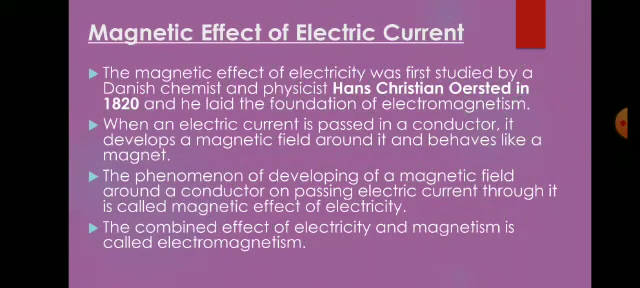 Magnetic Effect of Electric Current
The magnetic effect of electricity was first studied by a
Danish chemist and physicist Hans Christian Oersted in
1820 and he laid the foundation of electromagnetism.
When an electric current is passed in a conductor, it
develops a magnetic field around it and behaves like a
magnet.
The phenomenon of developing of a magnetic field
around a conductor on passing electric current through it
is called magnetic effect of electricity.
The combined effect of electricity and magnetism is
called electromagnetism.